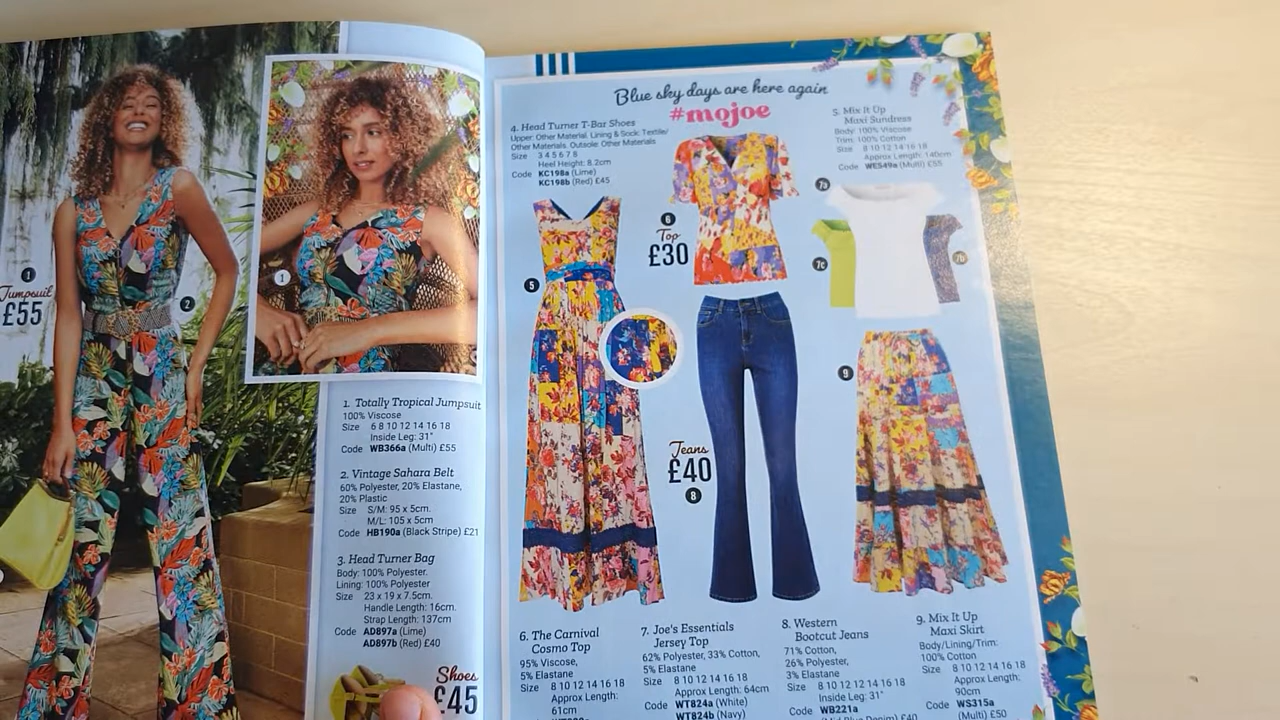 1
Jumpsuit
£55
2
1
1. Totally Tropical Jumpsuit
100% Viscose
Size 6 8 10 12 14 16 18
Inside Leg: 31"
Code WB366a (Multi) £55
2. Vintage Sahara Belt
60% Polyester, 20% Elastane,
20% Plastic
Size S/M: 95 x 5cm.
M/L: 105 x 5cm
Code HB190a (Black Stripe) £21
3. Head Turner Bag
Body: 100% Polyester.
Lining: 100% Polyester
Size 23 x 19 x 7.5cm.
Handle Length: 16cm.
Strap Length: 137cm
Code AD897a (Lime)
AD897b (Red) £40
Shoes
£45
Blue sky days are here again
#mojoe
4. Head Turner T-Bar Shoes
Upper: Other Material. Lining & Sock: Textile/
Other Materials. Outsole: Other Materials
Size 3 4 5 6 7 8
Heel Height: 8.2cm
Code KC198a (Lime)
KC198b (Red) £45
5. Mix It Up
Maxi Sundress
Body: 100% Viscose
Trim: 100% Cotton
Size 8 10 12 14 16 18
Approx Length: 140cm
Code WE549a (Multi) £55
6
Top
£30
5
7a
7c
7b
9
Jeans
£40
8
6. The Carnival
Cosmo Top
95% Viscose,
5% Elastane
Size 8 10 12 14 16 18
Approx Length:
61cm
7. Joe's Essentials
Jersey Top
62% Polyester, 33% Cotton,
5% Elastane
Size 8 10 12 14 16 18
Approx Length: 64cm
Code WT824a (White)
WT824b (Navy)
8. Western
Bootcut Jeans
71% Cotton,
26% Polyester,
3% Elastane
Size 8 10 12 14 16 18
Inside Leg: 31"
Code WB221a
(Mid Blue Denim) £40
9. Mix It Up
Maxi Skirt
Body/Lining/Trim:
100% Cotton
Size 8 10 12 14 16 18
Approx Length:
90cm
Code WS315a
(Multi) £50